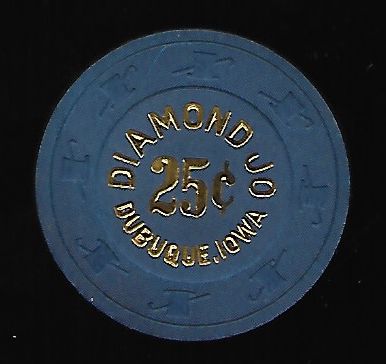 DIAMOND JO
25¢
DUBUQUE, IOWA